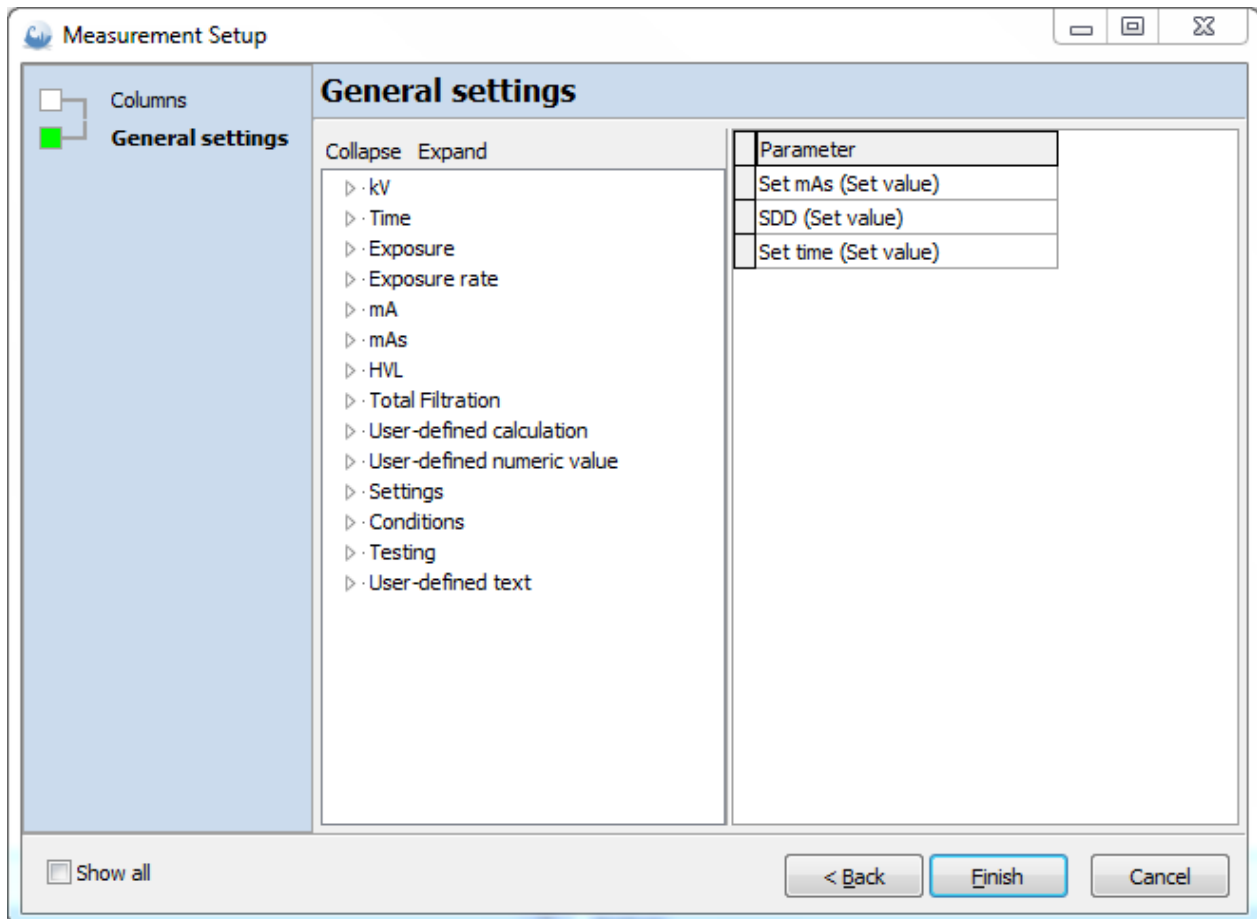 Measurement Setup
Columns
General settings
General settings
Collapse Expand
kV
Time
Exposure
Exposure rate
mA
mAs
HVL
Total Filtration
User-defined calculation
User-defined numeric value
Settings
Conditions
Testing
User-defined text
Parameter
Set mAs (Set value)
SDD (Set value)
Set time (Set value)
Show all
< Back
Finish
Cancel